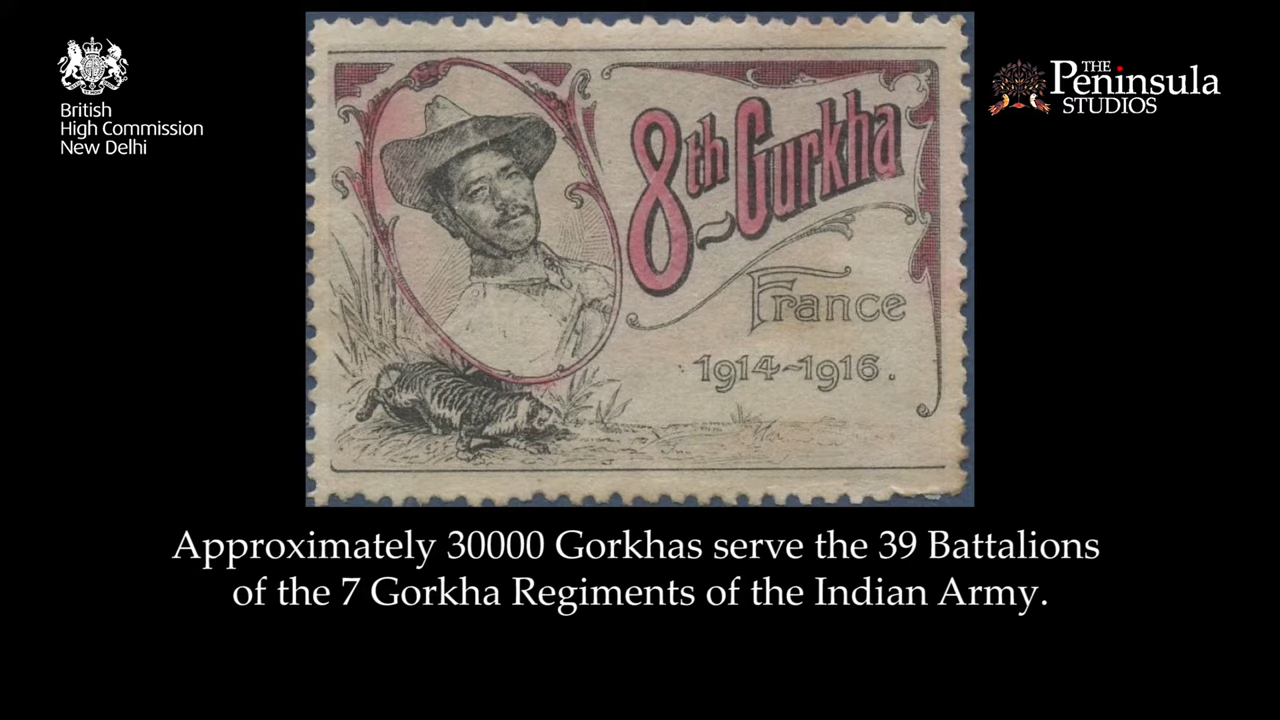 British
High Commission
New Delhi
THE
Peninsula
STUDIOS
8th Gurkha
France
1914~1916.
Approximately 30000 Gorkhas serve the 39 Battalions
of the 7 Gorkha Regiments of the Indian Army.